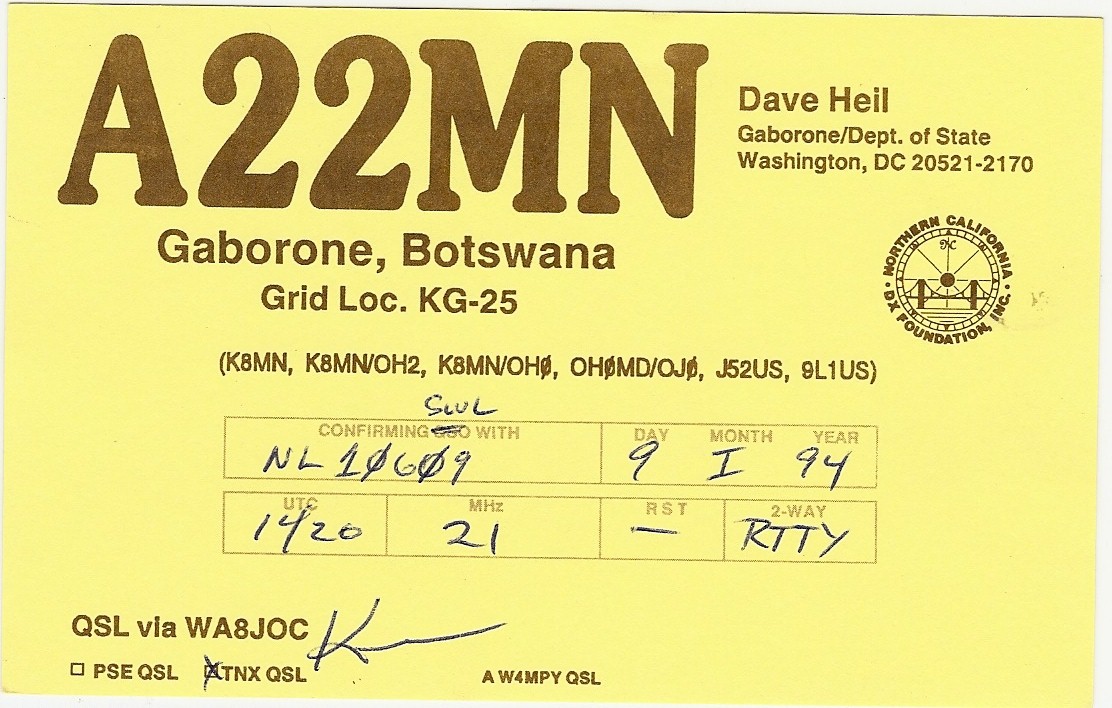 A22MN
Dave Heil
Gaborone/Dept. of State
Washington, DC 20521-2170
Gaborone, Botswana
Grid Loc. KG-25
NORTHERN CALIFORNIA
• DX FOUNDATION, INC. •
(K8MN, K8MN/OH2, K8MN/OHØ, OHØMD/OJØ, J52US, 9L1US)
SWL
CONFIRMING QSO WITH DAY MONTH YEAR
NL 1Ø6Ø9 9 I 94
UTC MHz RST 2-WAY
1420 21 — RTTY
QSL via WA8JOC
PSE QSL X TNX QSL A W4MPY QSL